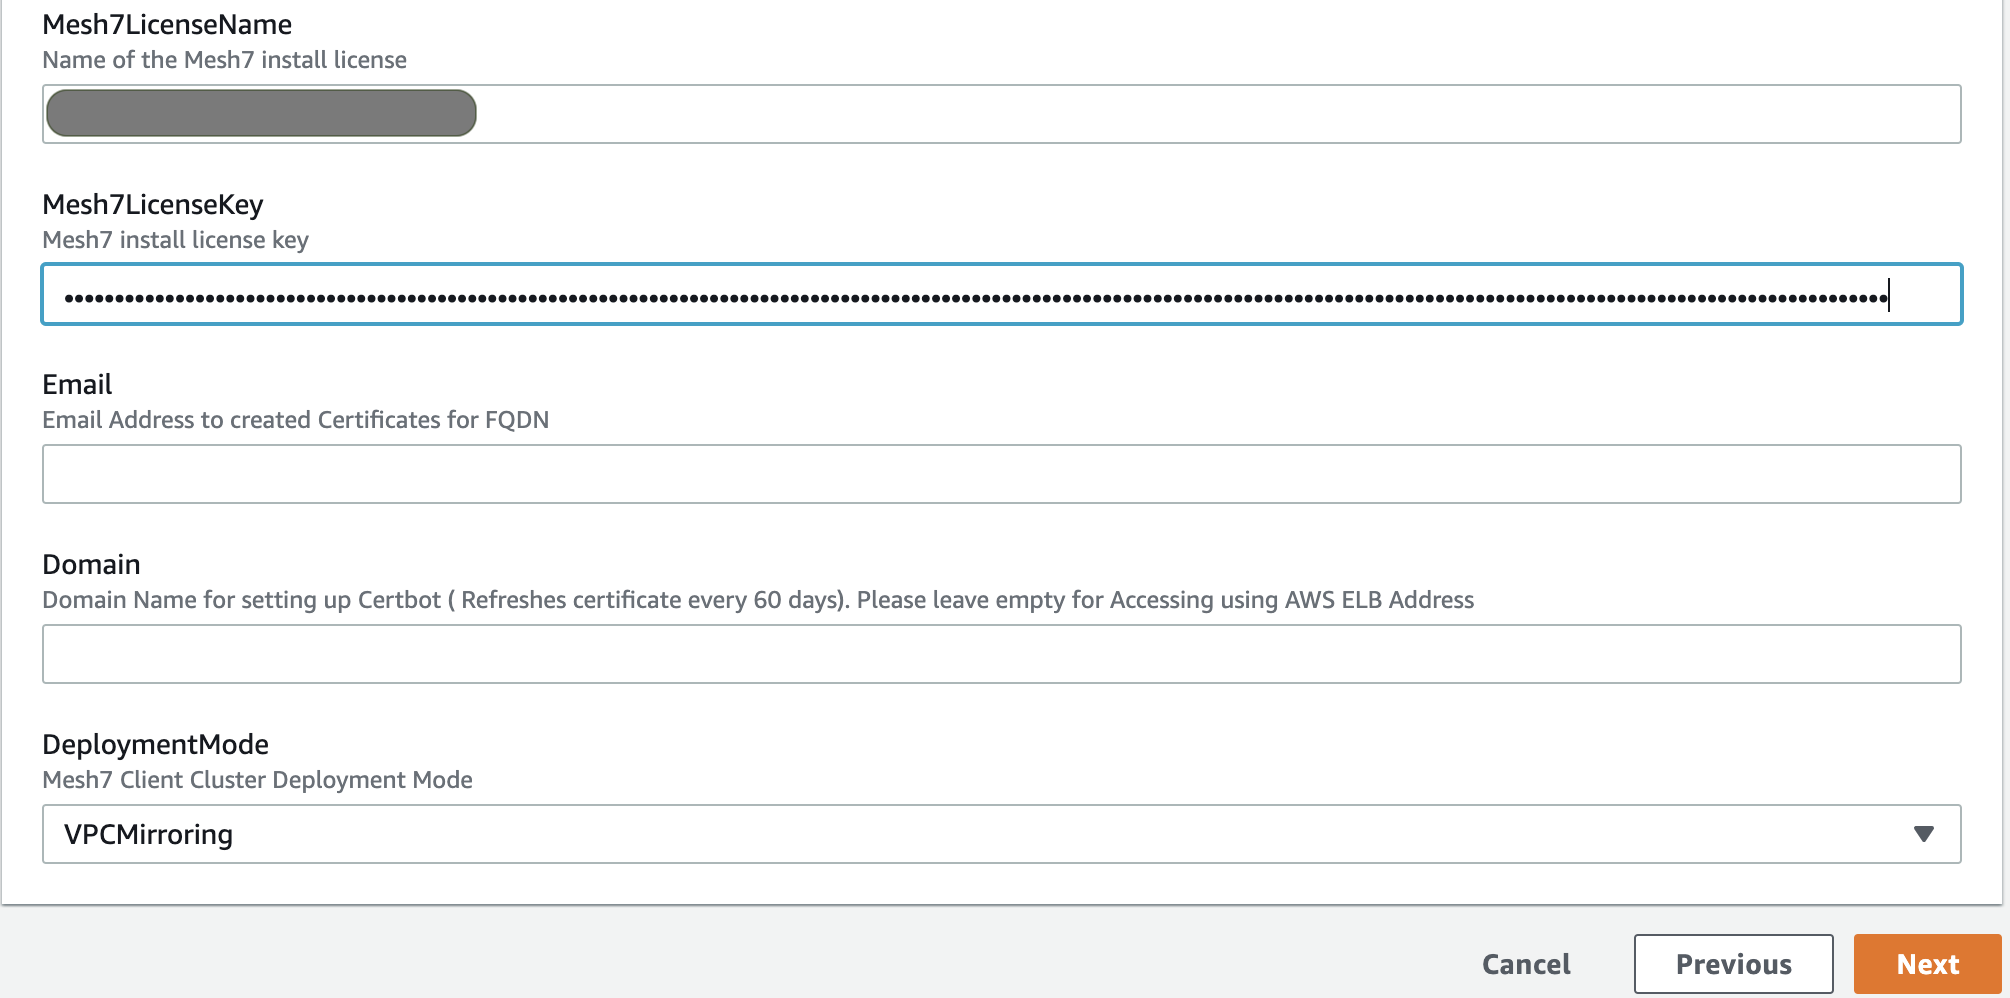 Mesh7LicenseName
Name of the Mesh7 install license
Mesh7LicenseKey
Mesh7 install license key
Email
Email Address to created Certificates for FQDN
Domain
Domain Name for setting up Certbot ( Refreshes certificate every 60 days). Please leave empty for Accessing using AWS ELB Address
DeploymentMode
Mesh7 Client Cluster Deployment Mode
VPCMirroring
Cancel Previous Next